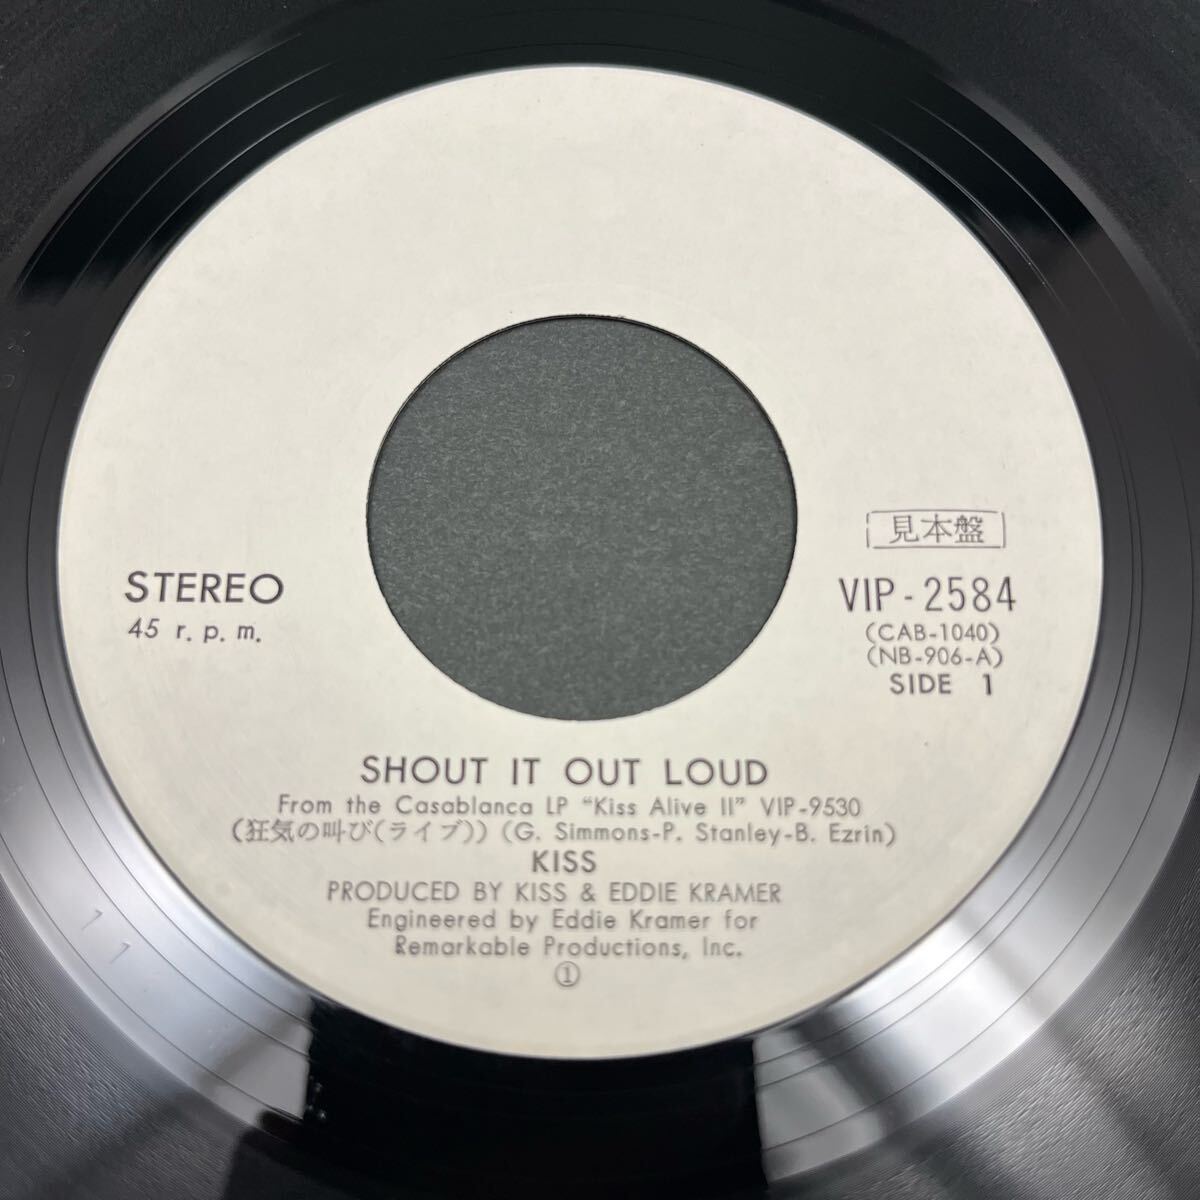 見本盤
STEREO
45 r.p.m.
VIP-2584
(CAB-1040)
(NB-906-A)
SIDE 1
SHOUT IT OUT LOUD
From the Casablanca LP "Kiss Alive II" VIP-9530
(狂気の叫び(ライブ)) (G. Simmons-P. Stanley-B. Ezrin)
KISS
PRODUCED BY KISS & EDDIE KRAMER
Engineered by Eddie Kramer for
Remarkable Productions, Inc.
①
11